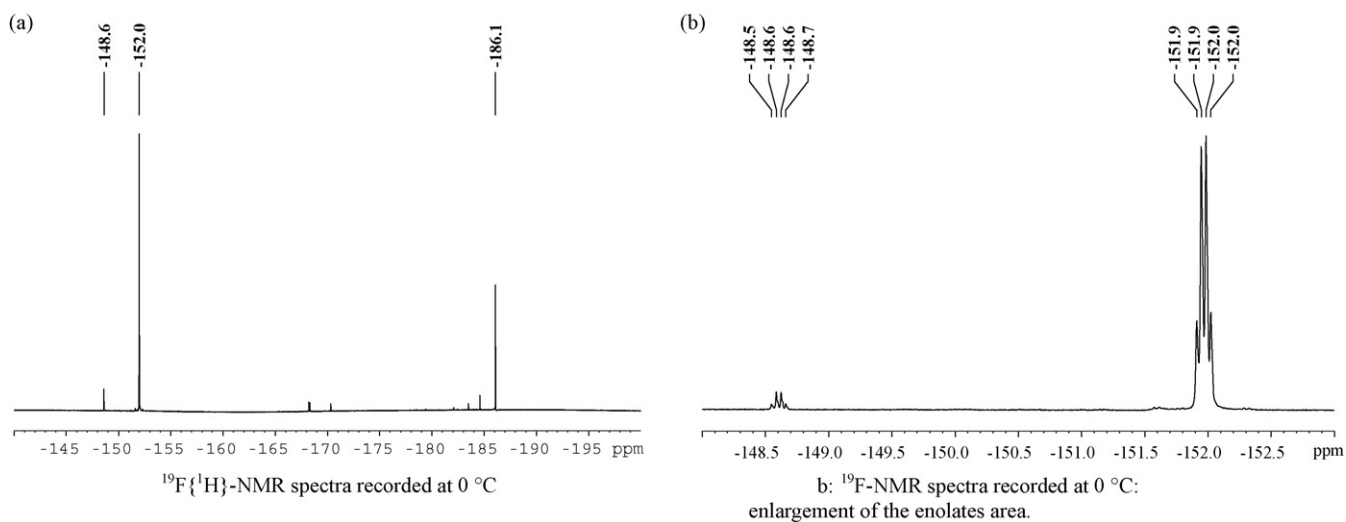 (a)
-148.6
-152.0
-186.1
-145 -150 -155 -160 -165 -170 -175 -180 -185 -190 -195 ppm
¹⁹F{¹H}-NMR spectra recorded at 0 °C
(b)
-148.5
-148.6
-148.6
-148.7
-151.9
-151.9
-152.0
-152.0
-148.5 -149.0 -149.5 -150.0 -150.5 -151.0 -151.5 -152.0 -152.5 ppm
b: ¹⁹F-NMR spectra recorded at 0 °C:
enlargement of the enolates area.